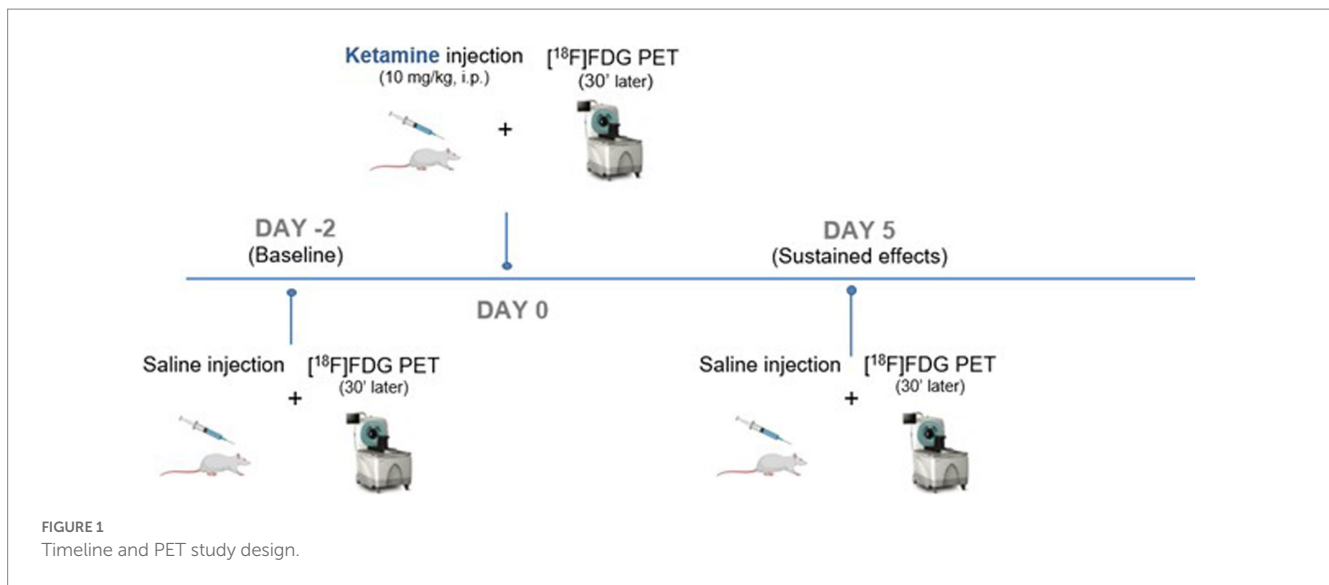 Ketamine injection
(10 mg/kg, i.p.)
[¹⁸F]FDG PET
(30' later)
+
DAY -2
(Baseline)
DAY 5
(Sustained effects)
DAY 0
Saline injection
[¹⁸F]FDG PET
(30' later)
+
Saline injection
[¹⁸F]FDG PET
(30' later)
+
FIGURE 1
Timeline and PET study design.